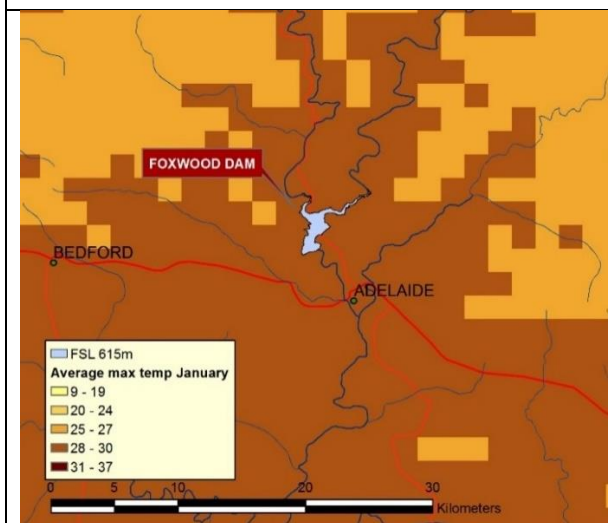 FOXWOOD DAM
BEDFORD
ADELAIDE
FSL 615m
Average max temp January
9 - 19
20 - 24
25 - 27
28 - 30
31 - 37
0 5 10 20 30
Kilometers